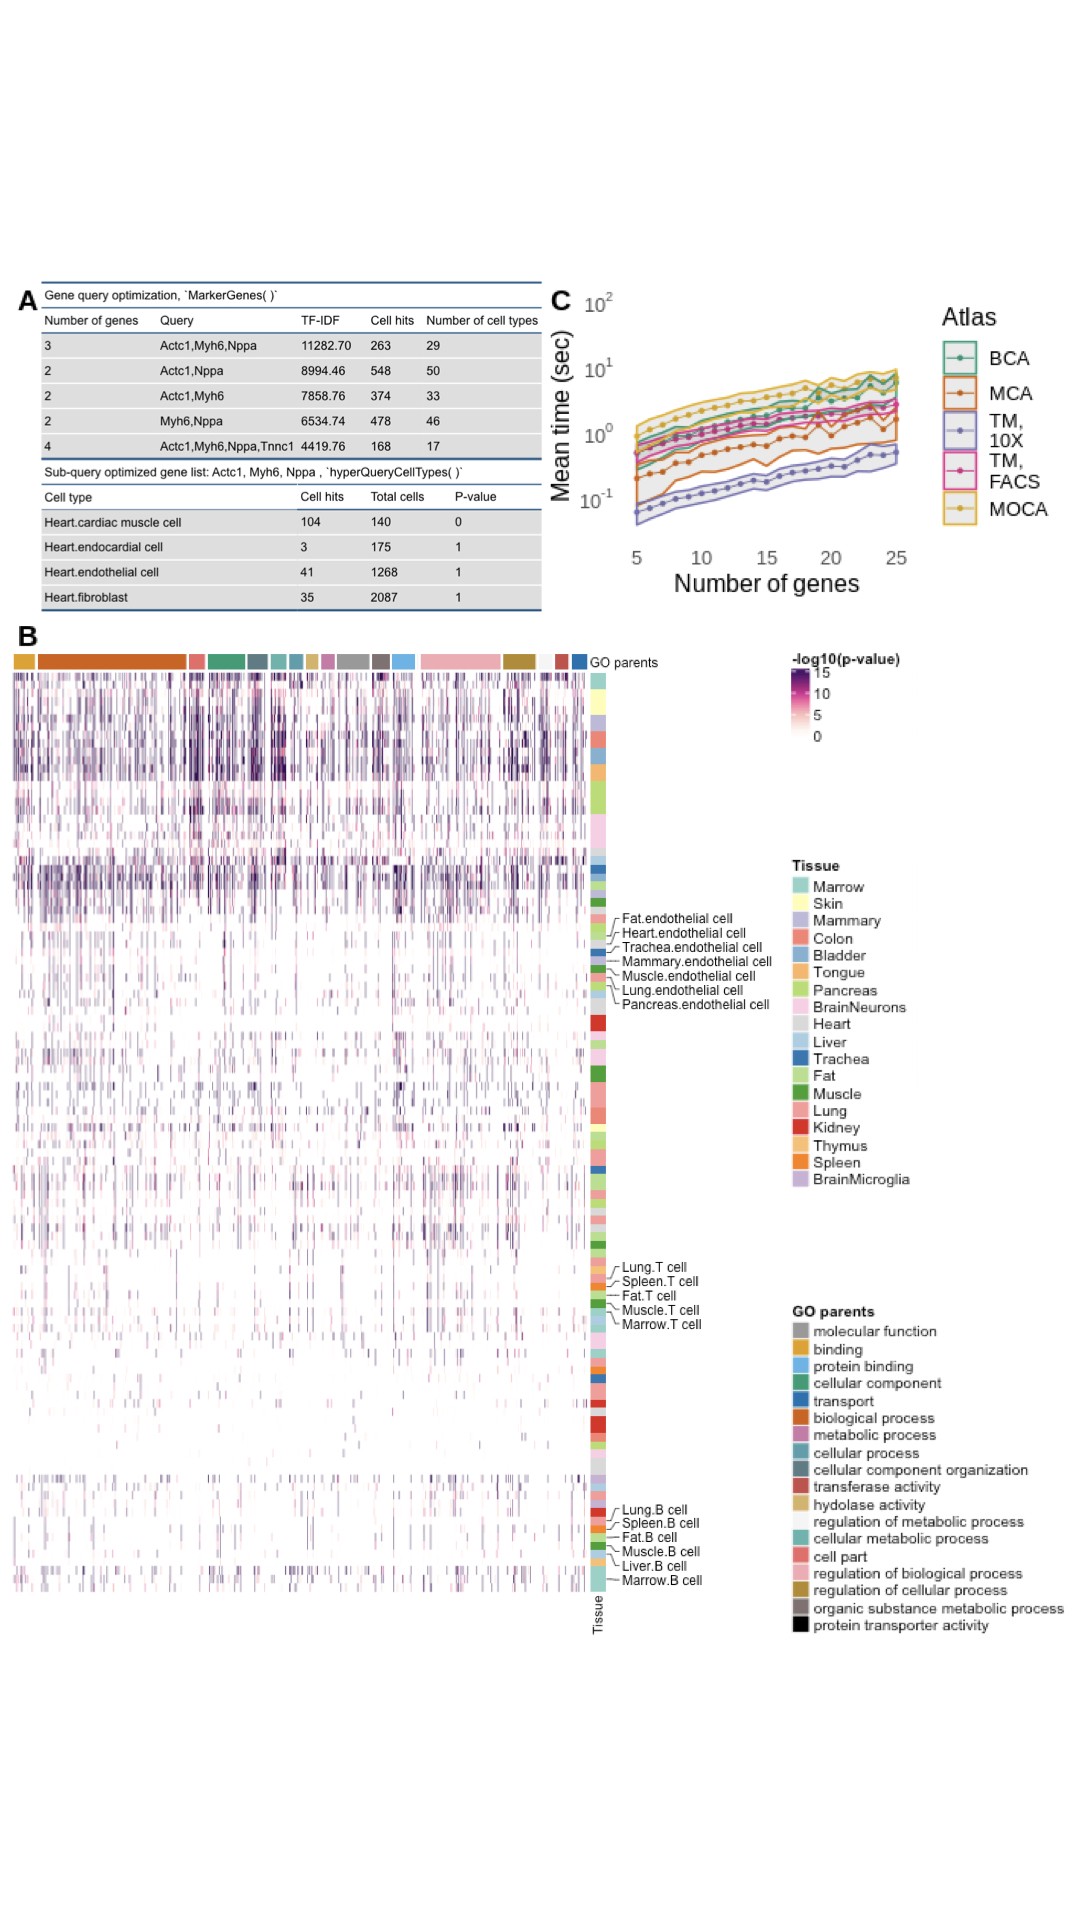 A
Gene query optimization, `MarkerGenes( )`
Number of genes Query TF-IDF Cell hits Number of cell types
3 Actc1,Myh6,Nppa 11282.70 263 29
2 Actc1,Nppa 8994.46 548 50
2 Actc1,Myh6 7858.76 374 33
2 Myh6,Nppa 6534.74 478 46
4 Actc1,Myh6,Nppa,Tnnc1 4419.76 168 17
Sub-query optimized gene list: Actc1, Myh6, Nppa , `hyperQueryCellTypes( )`
Cell type Cell hits Total cells P-value
Heart.cardiac muscle cell 104 140 0
Heart.endocardial cell 3 175 1
Heart.endothelial cell 41 1268 1
Heart.fibroblast 35 2087 1
C
Mean time (sec)
10²
10¹
10⁰
10⁻¹
5 10 15 20 25
Number of genes
Atlas
BCA
MCA
TM,
10X
TM,
FACS
MOCA
B
GO parents
Fat.endothelial cell
Heart.endothelial cell
Trachea.endothelial cell
Mammary.endothelial cell
Muscle.endothelial cell
Lung.endothelial cell
Pancreas.endothelial cell
Lung.T cell
Spleen.T cell
Fat.T cell
Muscle.T cell
Marrow.T cell
Lung.B cell
Spleen.B cell
Fat.B cell
Muscle.B cell
Liver.B cell
Marrow.B cell
Tissue
-log10(p-value)
15
10
5
0
Tissue
Marrow
Skin
Mammary
Colon
Bladder
Tongue
Pancreas
BrainNeurons
Heart
Liver
Trachea
Fat
Muscle
Lung
Kidney
Thymus
Spleen
BrainMicroglia
GO parents
molecular function
binding
protein binding
cellular component
transport
biological process
metabolic process
cellular process
cellular component organization
transferase activity
hydolase activity
regulation of metabolic process
cellular metabolic process
cell part
regulation of biological process
regulation of cellular process
organic substance metabolic process
protein transporter activity